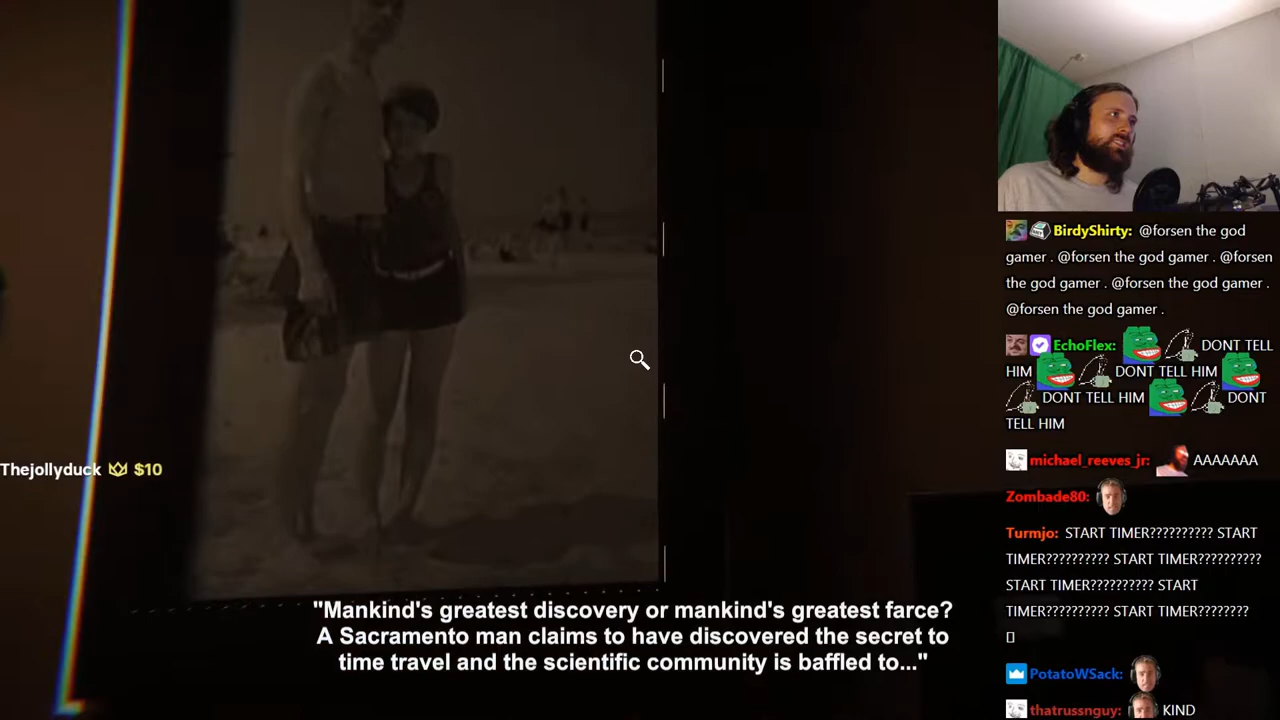 BirdyShirty: @forsen the god
gamer . @forsen the god gamer . @forsen
the god gamer . @forsen the god gamer .
@forsen the god gamer .
EchoFlex: DONT TELL
HIM DONT TELL HIM
DONT TELL HIM DONT
TELL HIM
michael_reeves_jr: AAAAAAA
Thejollyduck $10
Zombade80:
Turmjo: START TIMER?????????? START
TIMER?????????? START TIMER??????????
START TIMER?????????? START
TIMER?????????? START TIMER????????
"Mankind's greatest discovery or mankind's greatest farce?
A Sacramento man claims to have discovered the secret to
time travel and the scientific community is baffled to..."
PotatoWSack:
thatrussnguy: KIND